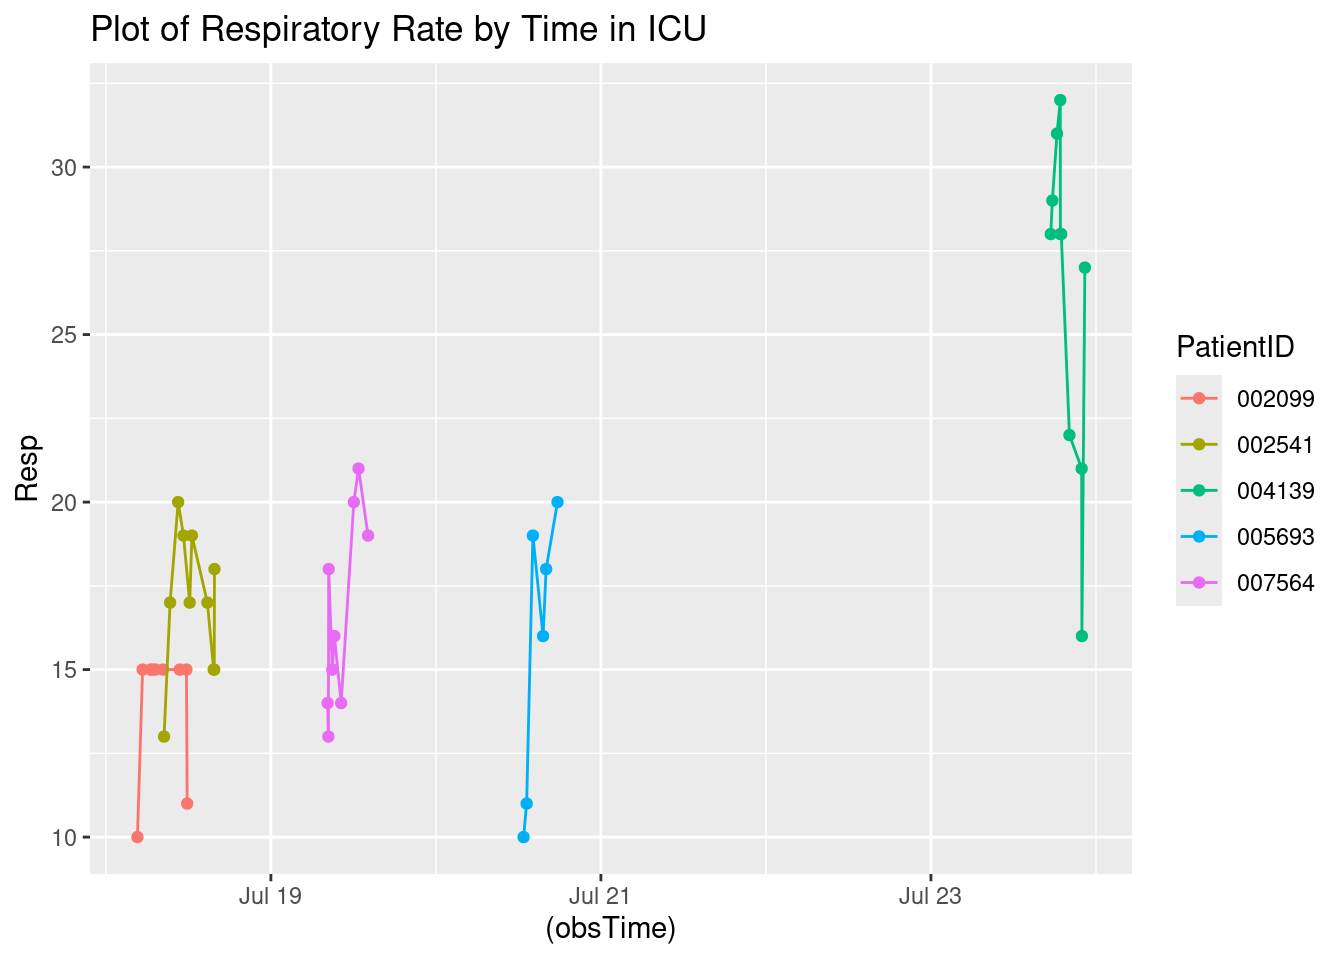 Plot of Respiratory Rate by Time in ICU
Resp
30
25
20
15
10
Jul 19
Jul 21
Jul 23
(obsTime)
PatientID
002099
002541
004139
005693
007564